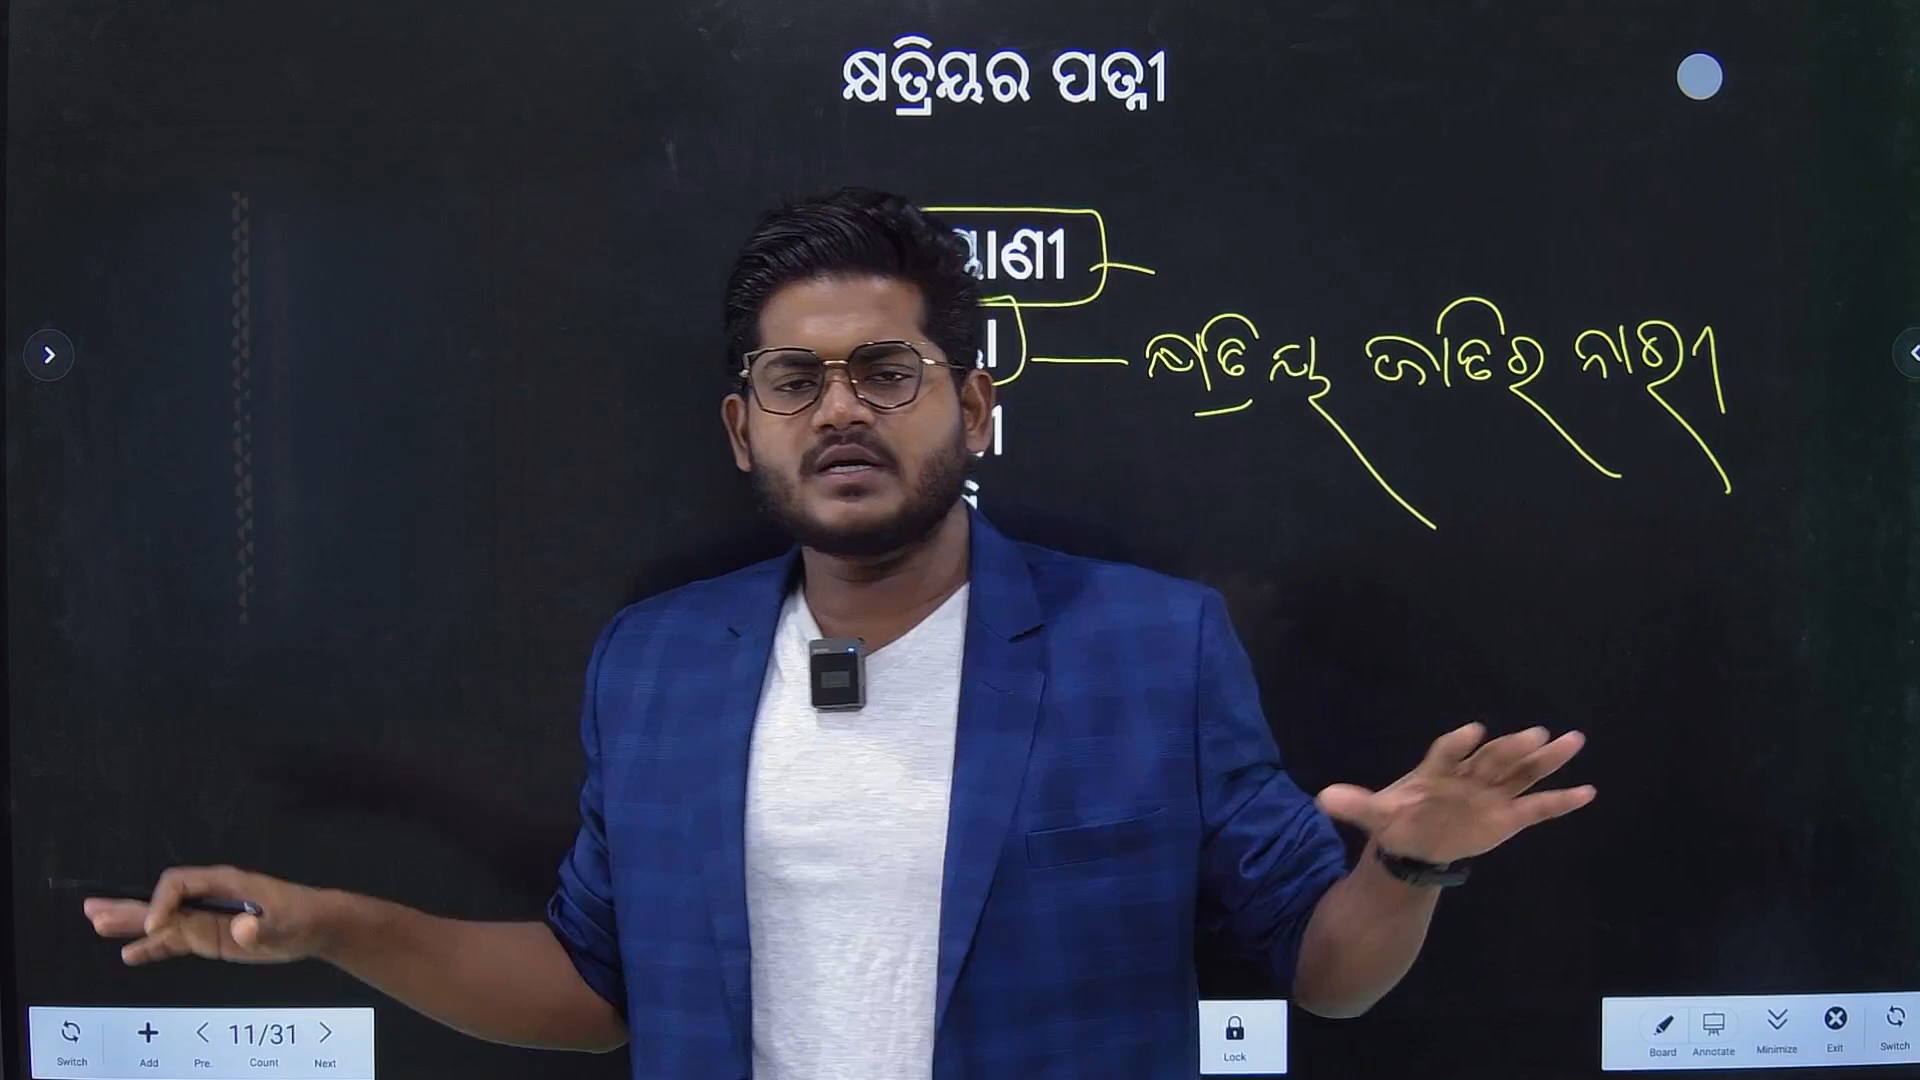 କ୍ଷତ୍ରିୟର ପତ୍ନୀ
କ୍ଷତ୍ରିୟ ଜାତିର ନାରୀ
Switch
Add
Pre.
11/31
Count
Next
Lock
Board
Annotate
Minimize
Exit
Switch